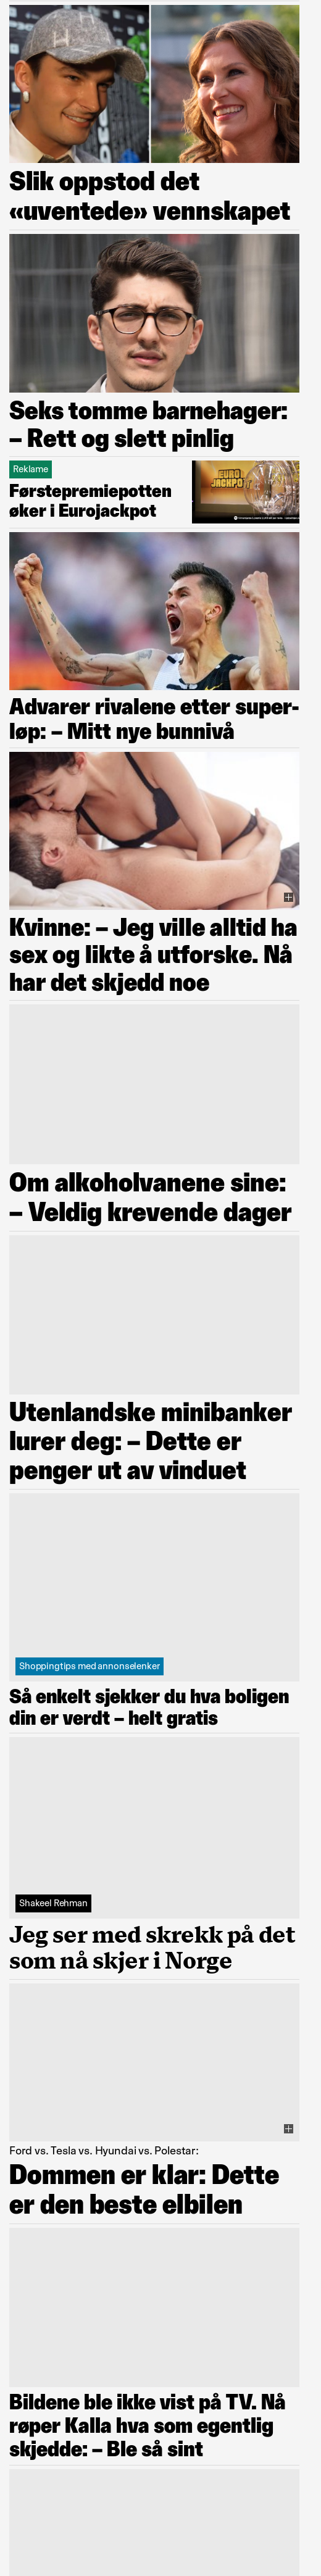 Slik oppstod det
«uventede» vennskapet
Seks tomme barnehager:
– Rett og slett pinlig
Reklame
Førstepremiepotten
øker i Eurojackpot
EURO
JACKPOT
Advarer rivalene etter super-
løp: – Mitt nye bunnivå
Kvinne: – Jeg ville alltid ha
sex og likte å utforske. Nå
har det skjedd noe
Om alkoholvanene sine:
– Veldig krevende dager
Utenlandske minibanker
lurer deg: – Dette er
penger ut av vinduet
Shoppingtips med annonselenker
Så enkelt sjekker du hva boligen
din er verdt – helt gratis
Shakeel Rehman
Jeg ser med skrekk på det
som nå skjer i Norge
Ford vs. Tesla vs. Hyundai vs. Polestar:
Dommen er klar: Dette
er den beste elbilen
Bildene ble ikke vist på TV. Nå
røper Kalla hva som egentlig
skjedde: – Ble så sint